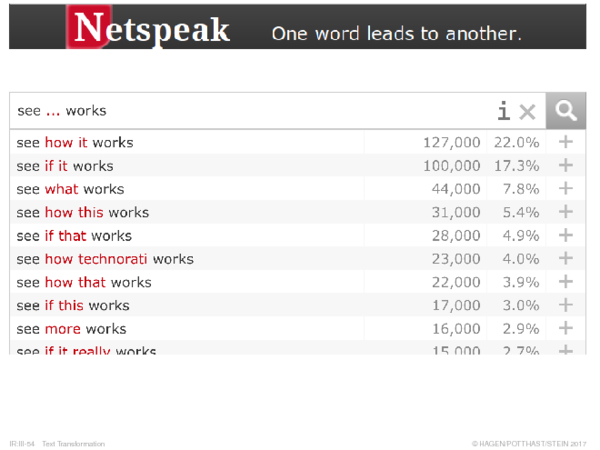 Netspeak One word leads to another.
see ... works i ×
see how it works 127,000 22.0% +
see if it works 100,000 17.3% +
see what works 44,000 7.8% +
see how this works 31,000 5.4% +
see if that works 28,000 4.9% +
see how technorati works 23,000 4.0% +
see how that works 22,000 3.9% +
see if this works 17,000 3.0% +
see more works 16,000 2.9% +
see if it really works 15,000 2.7% +
IR:III-54 Text Transformation © HAGEN/POTTHAST/STEIN 2017